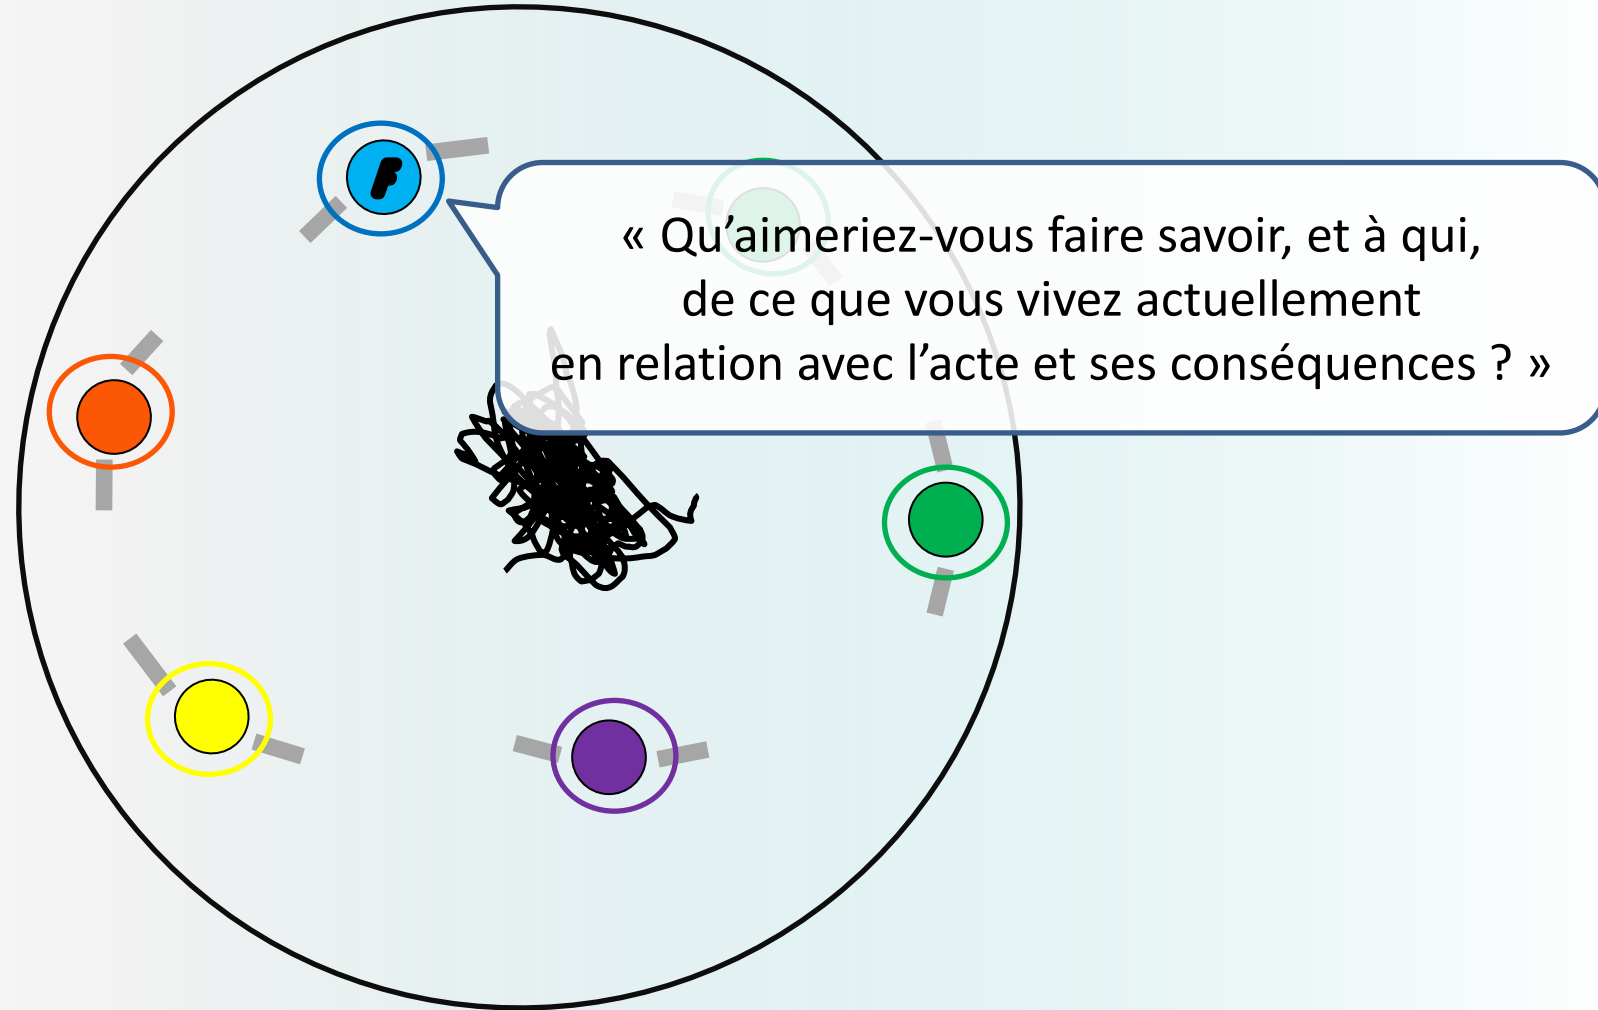 F
« Qu’aimeriez-vous faire savoir, et à qui,
de ce que vous vivez actuellement
en relation avec l’acte et ses conséquences ? »